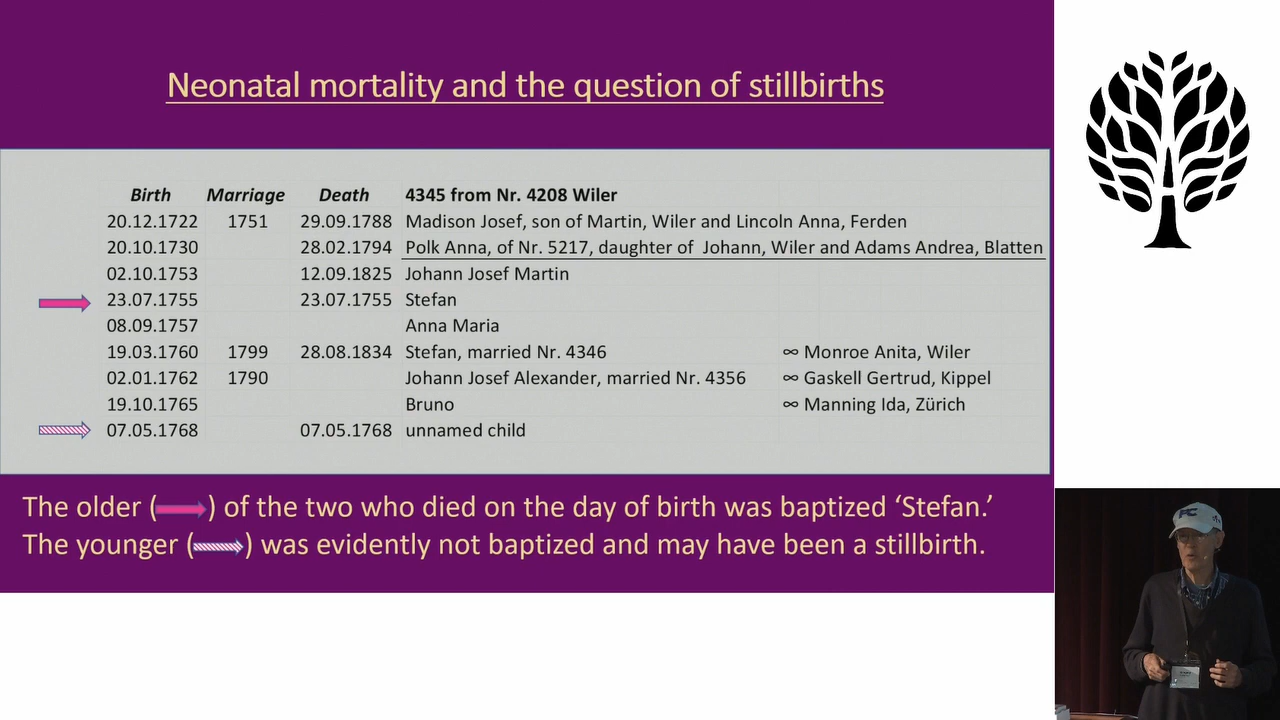 Neonatal mortality and the question of stillbirths
Birth Marriage Death 4345 from Nr. 4208 Wiler
20.12.1722 1751 29.09.1788 Madison Josef, son of Martin, Wiler and Lincoln Anna, Ferden
20.10.1730 28.02.1794 Polk Anna, of Nr. 5217, daughter of Johann, Wiler and Adams Andrea, Blatten
02.10.1753 12.09.1825 Johann Josef Martin
23.07.1755 23.07.1755 Stefan
08.09.1757 Anna Maria
19.03.1760 1799 28.08.1834 Stefan, married Nr. 4346 ∞ Monroe Anita, Wiler
02.01.1762 1790 Johann Josef Alexander, married Nr. 4356 ∞ Gaskell Gertrud, Kippel
19.10.1765 Bruno ∞ Manning Ida, Zürich
07.05.1768 07.05.1768 unnamed child
The older ( ) of the two who died on the day of birth was baptized ‘Stefan.’
The younger ( ) was evidently not baptized and may have been a stillbirth.